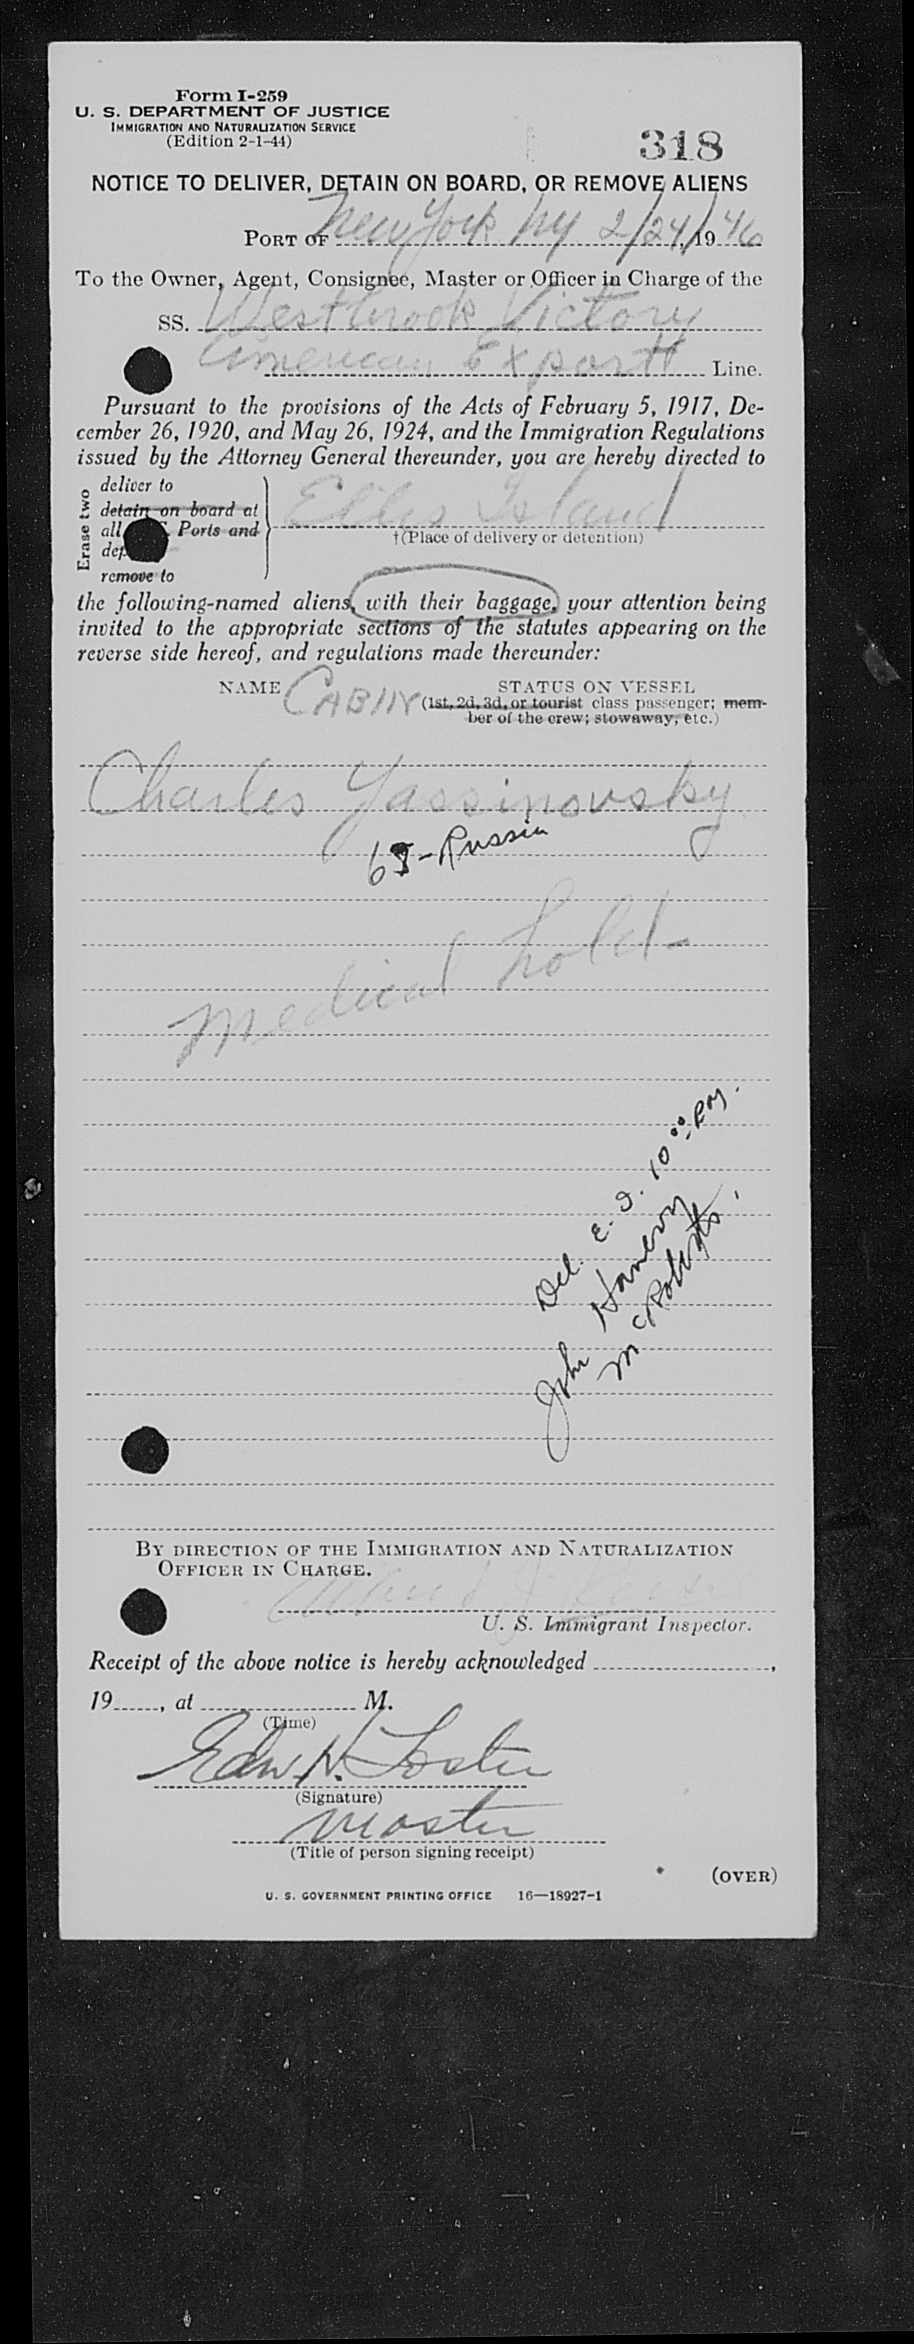 Form I-259
U. S. DEPARTMENT OF JUSTICE
IMMIGRATION AND NATURALIZATION SERVICE
(Edition 2-1-44)
318
NOTICE TO DELIVER, DETAIN ON BOARD, OR REMOVE ALIENS
PORT OF New York NY 2/24/, 1946
To the Owner, Agent, Consignee, Master or Officer in Charge of the
SS. Westbrook Victory
American Export Line.
Pursuant to the provisions of the Acts of February 5, 1917, De-
cember 26, 1920, and May 26, 1924, and the Immigration Regulations
issued by the Attorney General thereunder, you are hereby directed to
Erase two
deliver to
detain on board at
all Ports and
remove to
Ellis Island
†(Place of delivery or detention)
the following-named aliens, with their baggage, your attention being
invited to the appropriate sections of the statutes appearing on the
reverse side hereof, and regulations made thereunder:
NAME CABIN STATUS ON VESSEL
(1st, 2d, 3d, or tourist class passenger; mem-
ber of the crew; stowaway, etc.)
Charles Yassinovsky
Russia
Medical hold-
Del. E. I. 10:00 PM.
John
McRoberts.
BY DIRECTION OF THE IMMIGRATION AND NATURALIZATION
OFFICER IN CHARGE.
U. S. Immigrant Inspector.
Receipt of the above notice is hereby acknowledged ,
19 , at M.
(Time)
Edw. N. Foster
(Signature)
Master
(Title of person signing receipt)
(OVER)
U. S. GOVERNMENT PRINTING OFFICE 16—18927-1